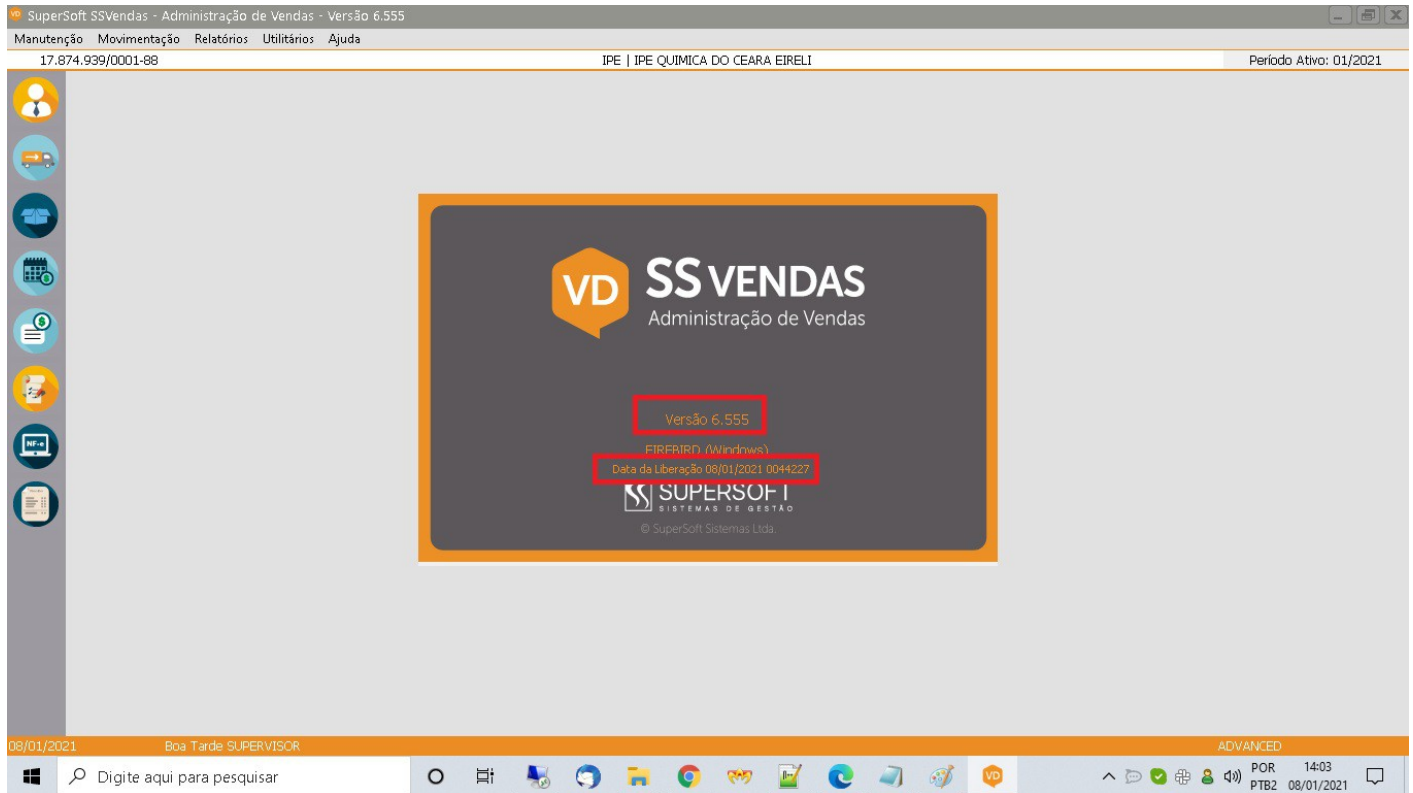 VD SuperSoft SSVendas - Administração de Vendas - Versão 6.555
Manutenção Movimentação Relatórios Utilitários Ajuda
17.874.939/0001-88 IPE | IPE QUIMICA DO CEARA EIRELI Período Ativo: 01/2021
NF-e
VD SS VENDAS
Administração de Vendas
Versão 6.555
FIREBIRD (Windows)
Data da Liberação 08/01/2021 0044227
SUPERSOFT
SISTEMAS DE GESTÃO
© SuperSoft Sistemas Ltda.
08/01/2021 Boa Tarde SUPERVISOR ADVANCED
Digite aqui para pesquisar VD POR 14:03
PTB2 08/01/2021